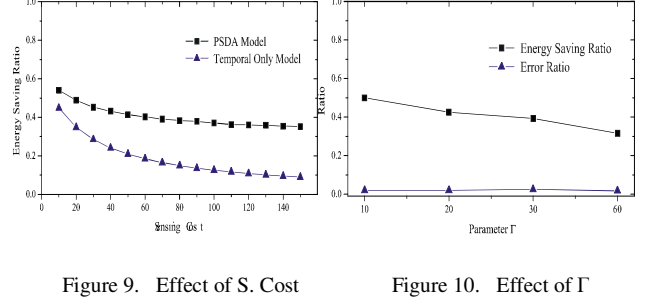 1.0
0.8
0.6
0.4
0.2
0.0
Energy Saving Ratio
PSDA Model
Temporal Only Model
0 20 40 60 80 100 120 140
1.0
0.8
0.6
0.4
0.2
0.0
Ratio
Energy Saving Ratio
Error Ratio
10 20 30 60
Parameter Γ
Figure 9. Effect of S. Cost
Figure 10. Effect of Γ